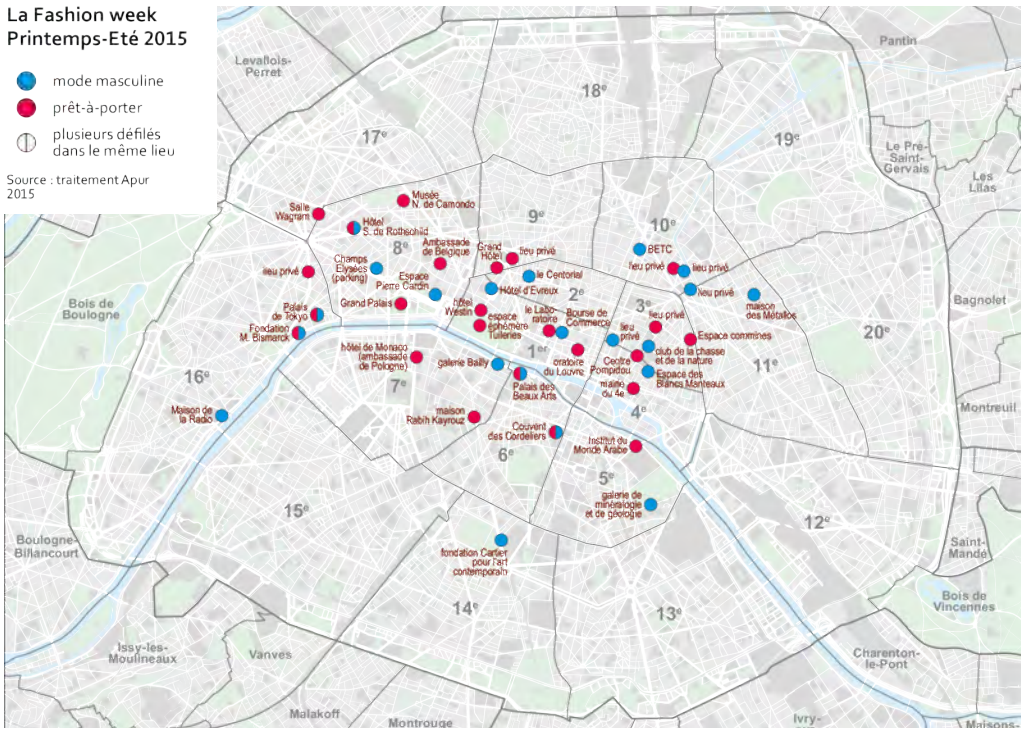 La Fashion week
Printemps-Eté 2015
mode masculine
prêt-à-porter
plusieurs défilés
dans le même lieu
Source : traitement Apur
2015
Levallois-
Perret
Pantin
18e
17e
19e
Le Pré-
Saint-
Gervais
Les
Lilas
Musée
N. de Camondo
Salle
Wagram
Hôtel
S. de Rothschild
9e
10e
8e
Ambassade
de Belgique
Grand
Hôtel
lieu privé
BETC
lieu privé
lieu privé
Champs
Elysées
(parking)
lieu privé
Espace
Pierre Cardin
le Centorial
Hôtel d'Evreux
2e
lieu privé
maison
des Métallos
Bois de
Boulogne
Bagnolet
Palais
de Tokyo
Grand Palais
hôtel
Westin
le Labo-
ratoire
Bourse de
Commerce
3e
lieu privé
20e
Fondation
M. Bismarck
espace
éphémère
Tuileries
lieu
privé
Espace commines
hôtel de Monaco
(ambassade
de Pologne)
galerie Bailly
1er
oratoire
du Louvre
Centre
Pompidou
club de la chasse
et de la nature
11e
16e
7e
Palais des
Beaux Arts
Espace des
Blancs Manteaux
mairie
du 4e
4e
Maison de
la Radio
maison
Rabih Kayrouz
Montreuil
Couvent
des Cordeliers
6e
Institut du
Monde Arabe
5e
galerie de
minéralogie
et de géologie
15e
12e
Boulogne-
Billancourt
fondation Cartier
pour l'art
contemporain
Saint-
Mandé
14e
13e
Bois de
Vincennes
Issy-les-
Moulineaux
Vanves
Charenton-
le-Pont
Malakoff
Montrouge
Ivry-
Maisons-